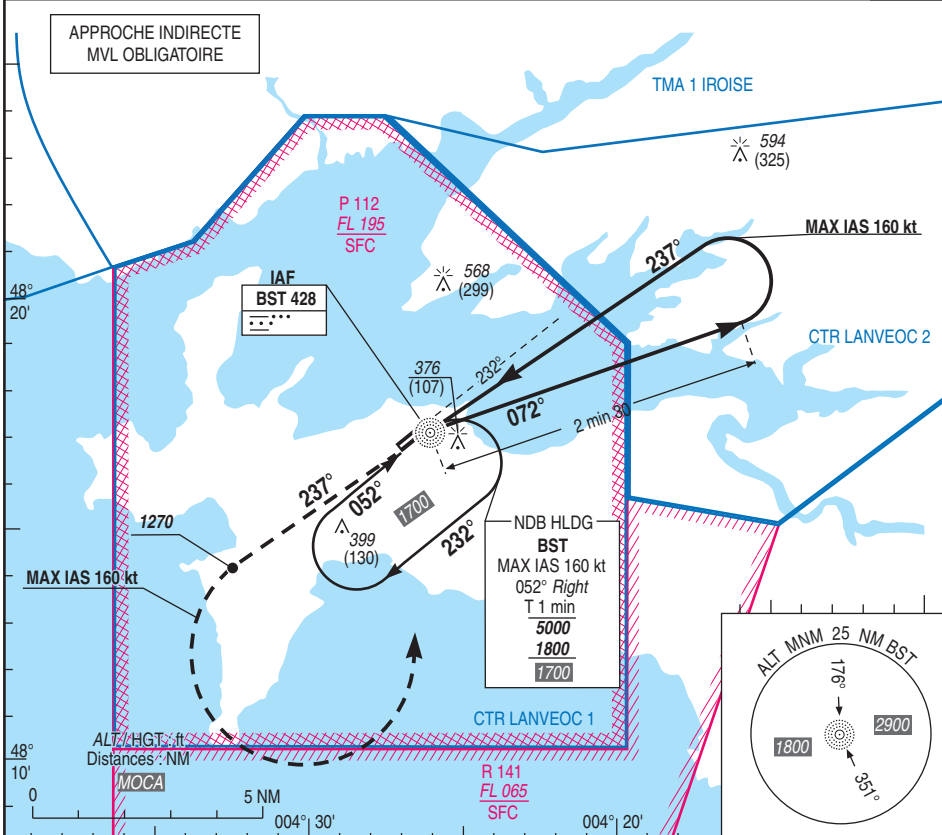 APPROCHE INDIRECTE
MVL OBLIGATOIRE
TMA 1 IROISE
594
(325)
P 112
FL 195
SFC
MAX IAS 160 kt
237°
568
(299)
IAF
BST 428
48°
20'
CTR LANVEOC 2
376
(107)
232°
072°
2 min 30
237°
052°
1700
232°
1270
399
(130)
NDB HLDG
BST
MAX IAS 160 kt
052° Right
T 1 min
5000
1800
1700
MAX IAS 160 kt
ALT MNM 25 NM BST
176°
1800
2900
351°
CTR LANVEOC 1
48°
10'
ALT / HGT : ft
Distances : NM
MOCA
R 141
FL 065
SFC
0
5 NM
004° 30'
004° 20'